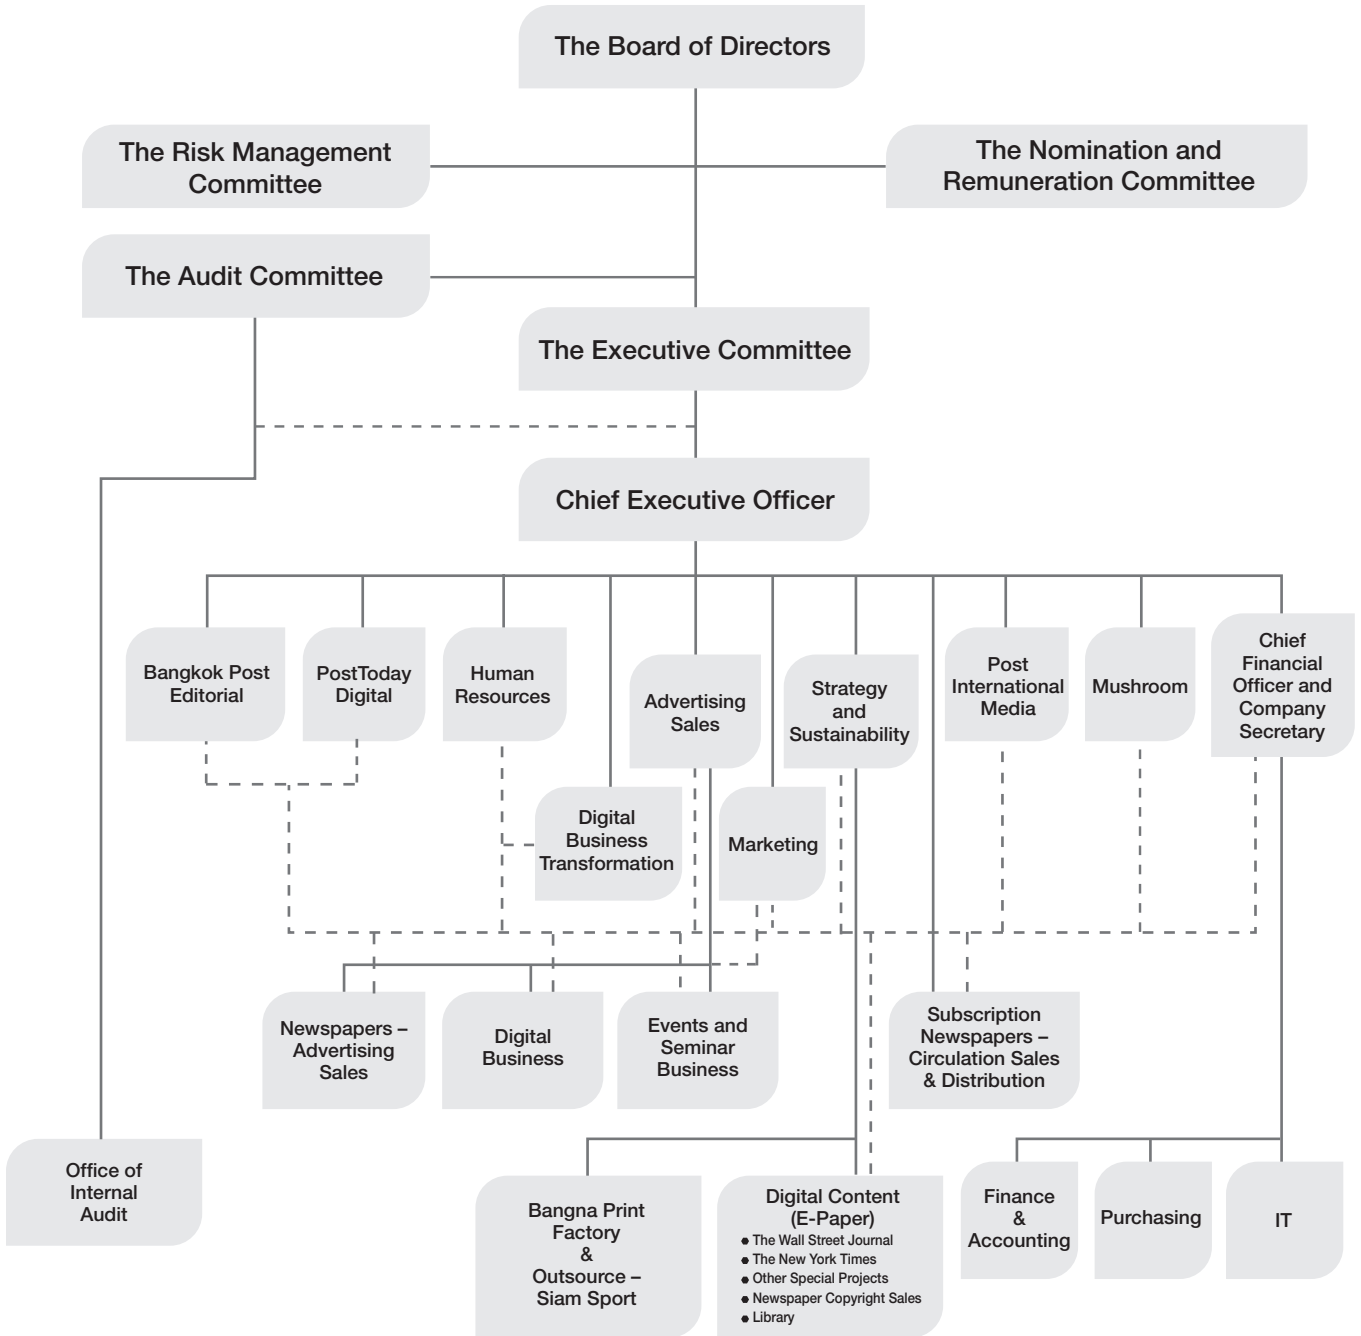 The Board of Directors
The Risk Management
Committee
The Nomination and
Remuneration Committee
The Audit Committee
The Executive Committee
Chief Executive Officer
Bangkok Post
Editorial
PostToday
Digital
Human
Resources
Advertising
Sales
Strategy
and
Sustainability
Post
International
Media
Mushroom
Chief
Financial
Officer and
Company
Secretary
Digital
Business
Transformation
Marketing
Newspapers –
Advertising
Sales
Digital
Business
Events and
Seminar
Business
Subscription
Newspapers –
Circulation Sales
& Distribution
Office of
Internal
Audit
Bangna Print
Factory
&
Outsource –
Siam Sport
Digital Content
(E-Paper)
● The Wall Street Journal
● The New York Times
● Other Special Projects
● Newspaper Copyright Sales
● Library
Finance
&
Accounting
Purchasing
IT